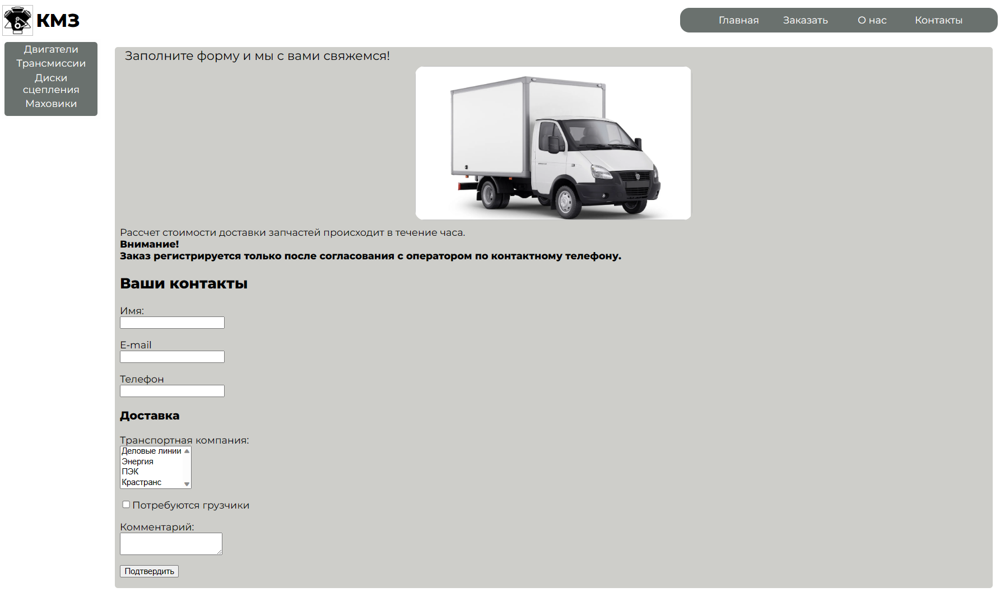 КМЗ
Главная Заказать О нас Контакты
Двигатели
Трансмиссии
Диски
сцепления
Маховики
Заполните форму и мы с вами свяжемся!
Рассчет стоимости доставки запчастей происходит в течение часа.
Внимание!
Заказ регистрируется только после согласования с оператором по контактному телефону.
Ваши контакты
Имя:
E-mail
Телефон
Доставка
Транспортная компания:
Деловые линии
Энергия
ПЭК
Крастранс
Потребуются грузчики
Комментарий:
Подтвердить